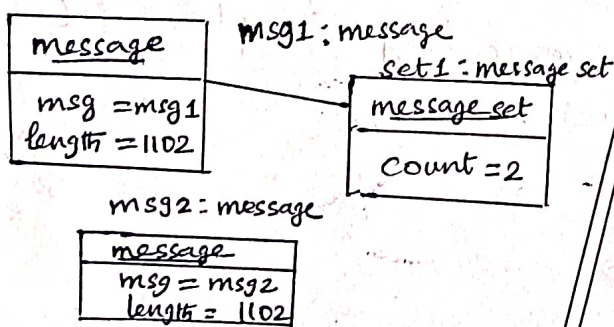 msg1 : message
message
msg = msg1
length = 1102
set1 : message set
message set
count = 2
msg2 : message
message
msg = msg2
length = 1102